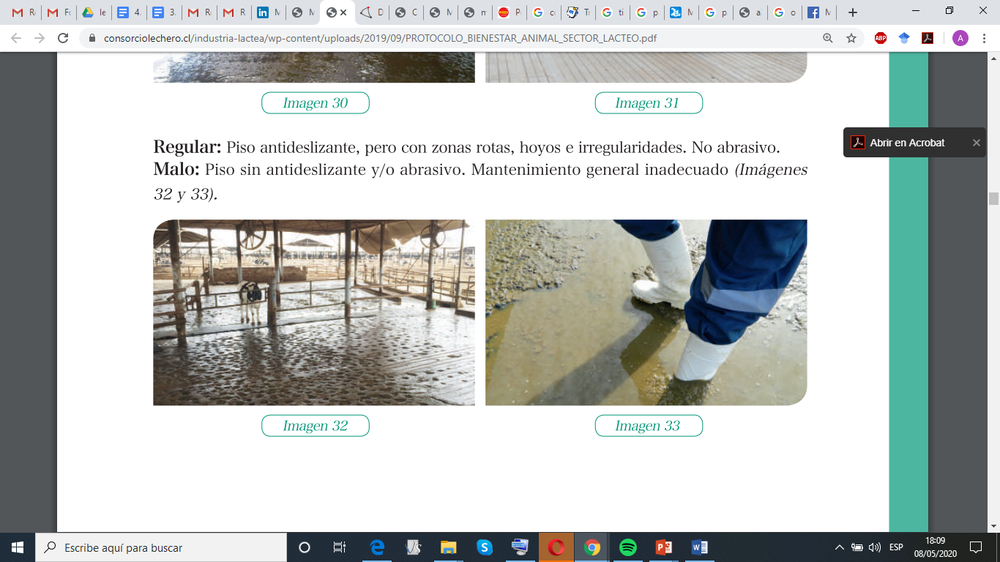 consorciolechero.cl/industria-lactea/wp-content/uploads/2019/09/PROTOCOLO_BIENESTAR_ANIMAL_SECTOR_LACTEO.pdf
ABP
A
Imagen 30
Imagen 31
Abrir en Acrobat
Regular: Piso antideslizante, pero con zonas rotas, hoyos e irregularidades. No abrasivo.
Malo: Piso sin antideslizante y/o abrasivo. Mantenimiento general inadecuado (Imágenes
32 y 33).
Imagen 32
Imagen 33
Escribe aquí para buscar
ESP
18:09
08/05/2020